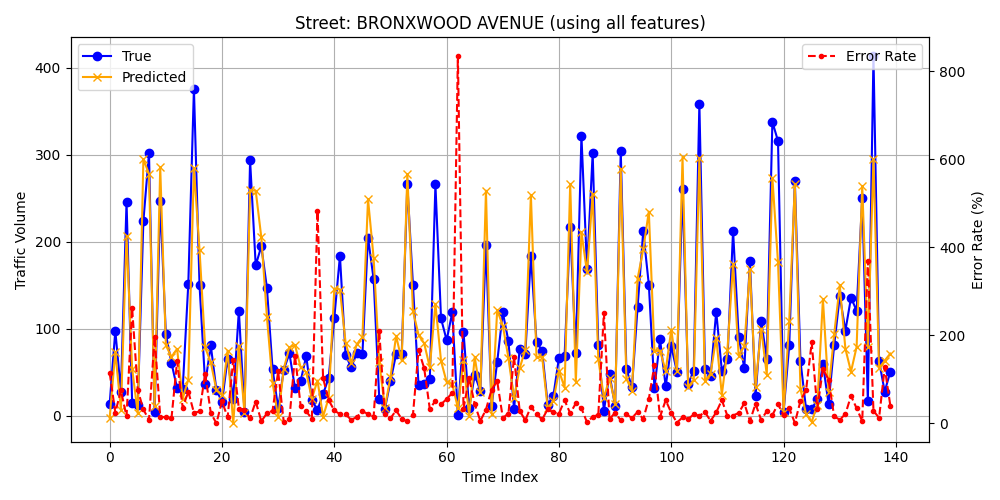 Street: BRONXWOOD AVENUE (using all features)
True
Predicted
Error Rate
Traffic Volume
400
300
200
100
0
800
600
400
200
0
Error Rate (%)
0 20 40 60 80 100 120 140
Time Index